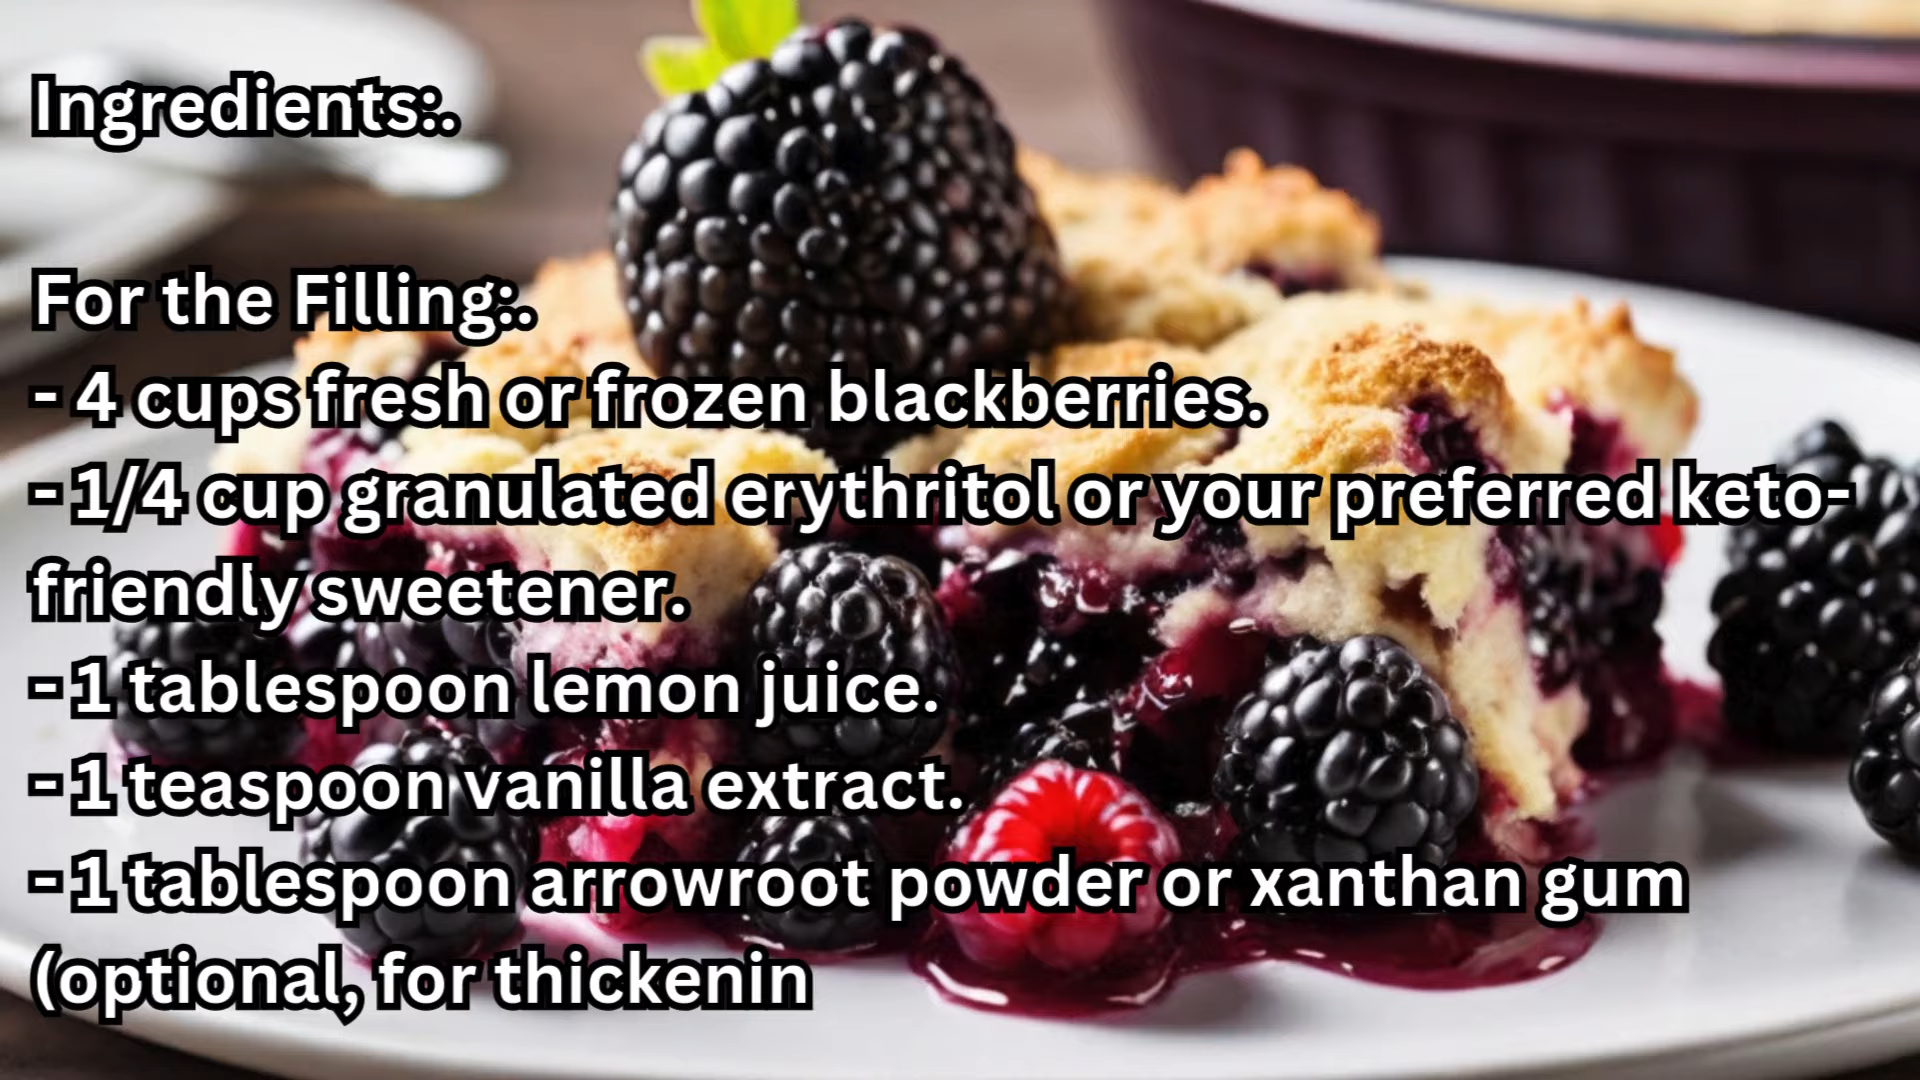 Ingredients:.
For the Filling:.
- 4 cups fresh or frozen blackberries.
- 1/4 cup granulated erythritol or your preferred keto-
friendly sweetener.
- 1 tablespoon lemon juice.
- 1 teaspoon vanilla extract.
- 1 tablespoon arrowroot powder or xanthan gum
(optional, for thickenin